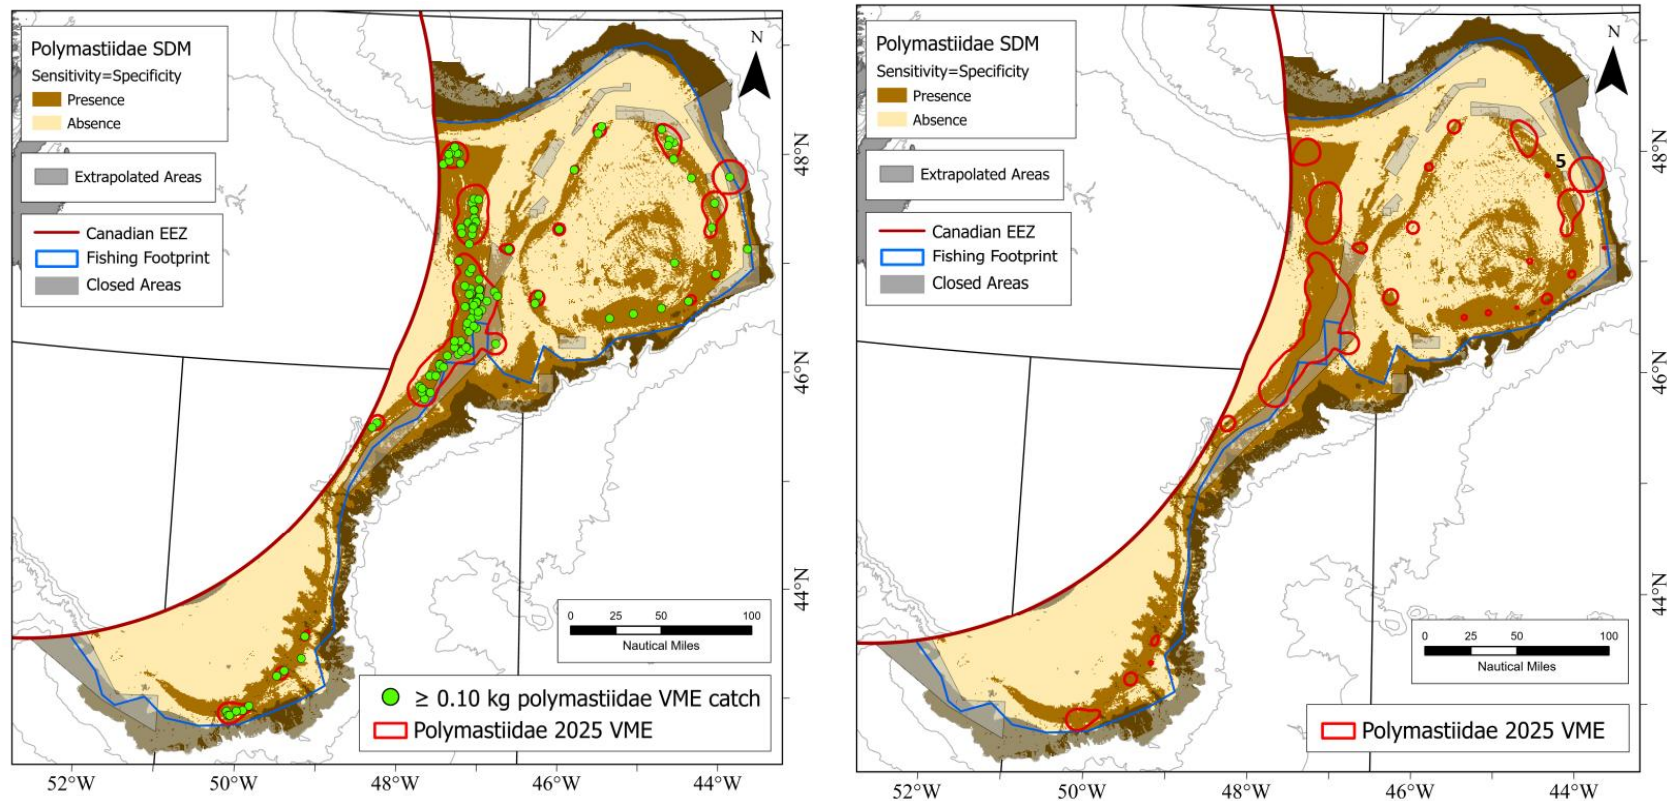 Polymastiidae SDM
Sensitivity=Specificity
Presence
Absence
Extrapolated Areas
Canadian EEZ
Fishing Footprint
Closed Areas
N
48°N
46°N
44°N
0 25 50 100
Nautical Miles
≥ 0.10 kg polymastiidae VME catch
Polymastiidae 2025 VME
52°W 50°W 48°W 46°W 44°W
Polymastiidae SDM
Sensitivity=Specificity
Presence
Absence
Extrapolated Areas
Canadian EEZ
Fishing Footprint
Closed Areas
N
5
48°N
46°N
44°N
0 25 50 100
Nautical Miles
Polymastiidae 2025 VME
52°W 50°W 48°W 46°W 44°W